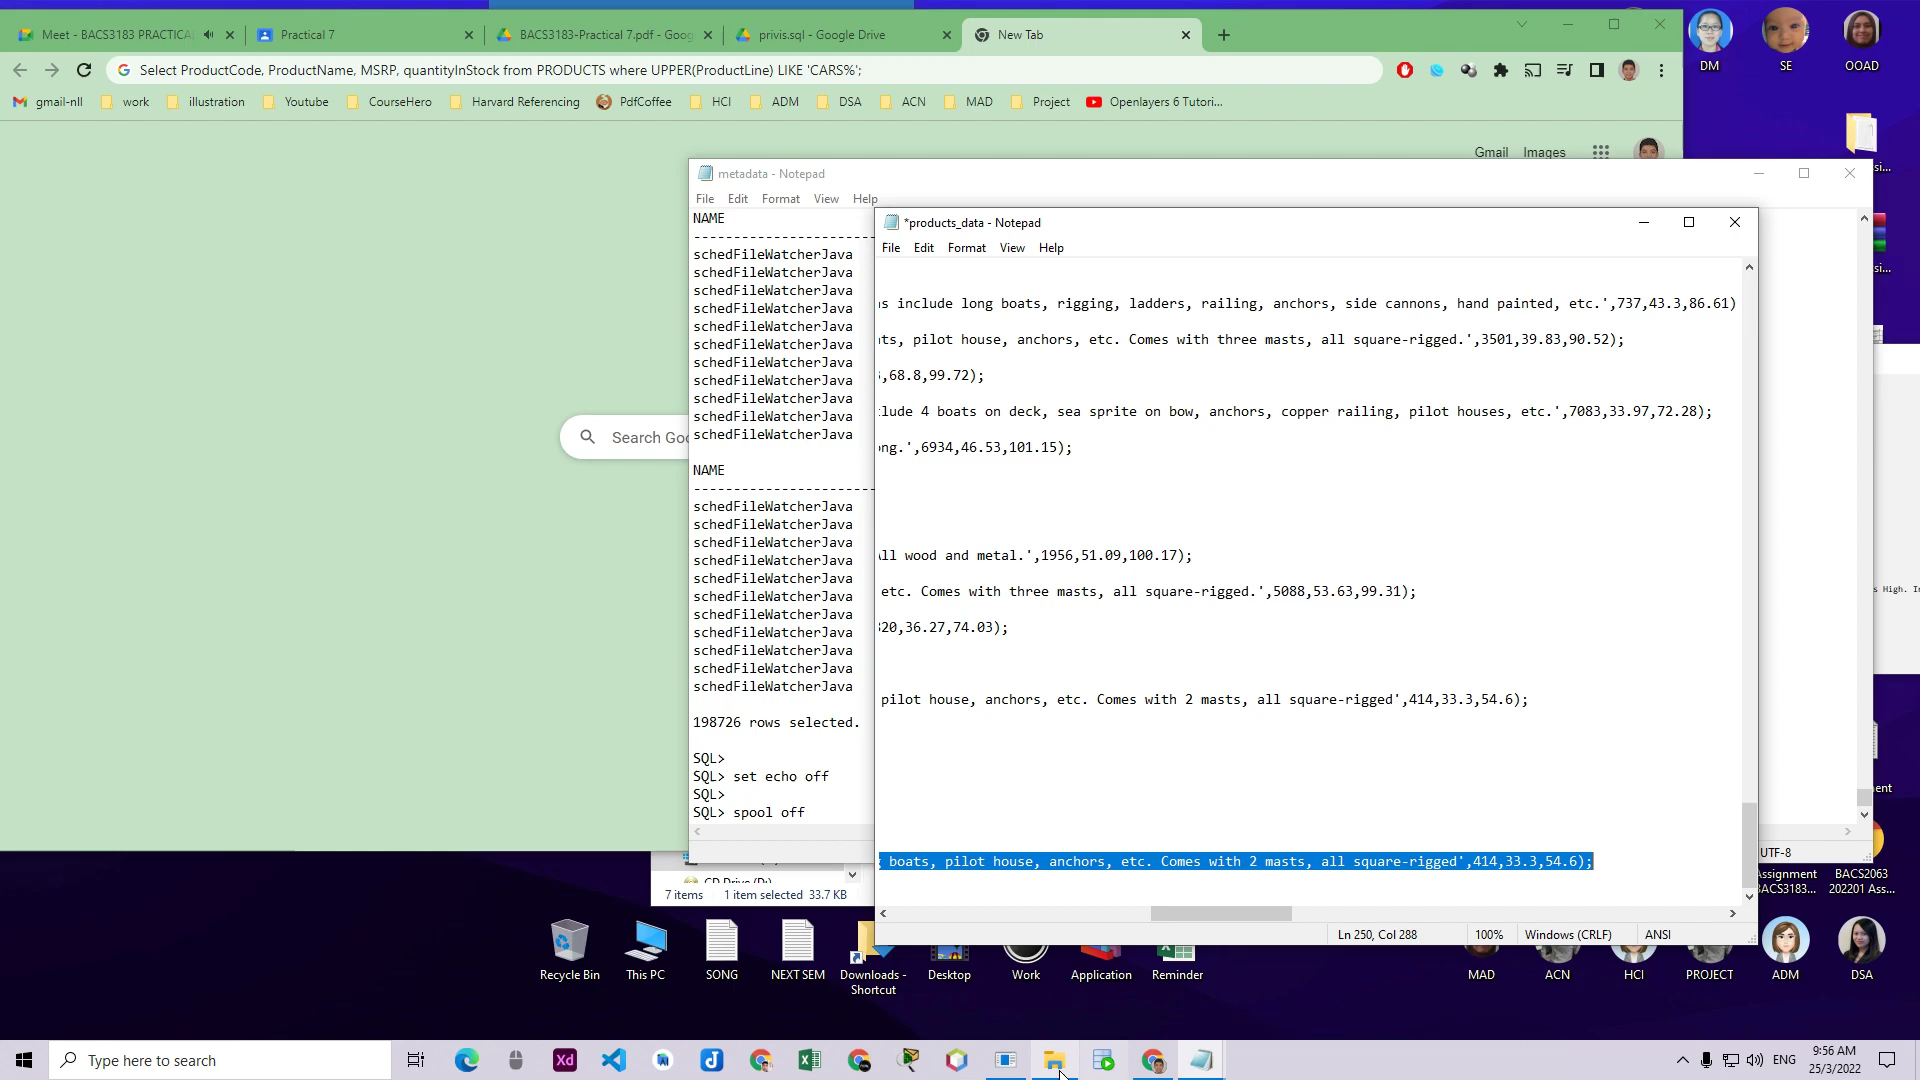 Meet - BACS3183 PRACTICA
Practical 7
BACS3183-Practical 7.pdf - Goog
privis.sql - Google Drive
New Tab
Select ProductCode, ProductName, MSRP, quantityInStock from PRODUCTS where UPPER(ProductLine) LIKE 'CARS%';
gmail-nll
work
illustration
Youtube
CourseHero
Harvard Referencing
PdfCoffee
HCI
ADM
DSA
ACN
MAD
Project
Openlayers 6 Tutori...
Gmail
Images
Search Goo
DM
SE
OOAD
metadata - Notepad
File Edit Format View Help
NAME
schedFileWatcherJava
schedFileWatcherJava
schedFileWatcherJava
schedFileWatcherJava
schedFileWatcherJava
schedFileWatcherJava
schedFileWatcherJava
schedFileWatcherJava
schedFileWatcherJava
schedFileWatcherJava
schedFileWatcherJava
NAME
schedFileWatcherJava
schedFileWatcherJava
schedFileWatcherJava
schedFileWatcherJava
schedFileWatcherJava
schedFileWatcherJava
schedFileWatcherJava
schedFileWatcherJava
schedFileWatcherJava
schedFileWatcherJava
schedFileWatcherJava
198726 rows selected.
SQL>
SQL> set echo off
SQL>
SQL> spool off
UTF-8
*products_data - Notepad
File Edit Format View Help
ns include long boats, rigging, ladders, railing, anchors, side cannons, hand painted, etc.',737,43.3,86.61)
ats, pilot house, anchors, etc. Comes with three masts, all square-rigged.',3501,39.83,90.52);
,68.8,99.72);
clude 4 boats on deck, sea sprite on bow, anchors, copper railing, pilot houses, etc.',7083,33.97,72.28);
ong.',6934,46.53,101.15);
All wood and metal.',1956,51.09,100.17);
etc. Comes with three masts, all square-rigged.',5088,53.63,99.31);
820,36.27,74.03);
pilot house, anchors, etc. Comes with 2 masts, all square-rigged',414,33.3,54.6);
boats, pilot house, anchors, etc. Comes with 2 masts, all square-rigged',414,33.3,54.6);
Ln 250, Col 288
100%
Windows (CRLF)
ANSI
s High. In
7 items
1 item selected 33.7 KB
Assignment
BACS3183...
BACS2063
202201 Ass...
Recycle Bin
This PC
SONG
NEXT SEM
Downloads -
Shortcut
Desktop
Work
Application
Reminder
MAD
ACN
HCI
PROJECT
ADM
DSA
Type here to search
Xd
ENG
9:56 AM
25/3/2022